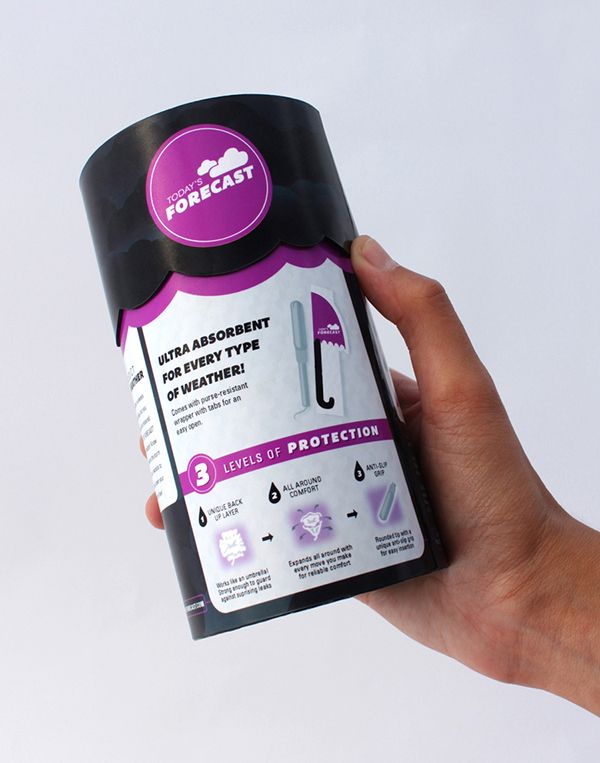 TODAY'S
FORECAST
ULTRA ABSORBENT
FOR EVERY TYPE
OF WEATHER!
Comes with purse-resistant
wrapper with tabs for an
easy open.
TODAY'S
FORECAST
3 LEVELS OF PROTECTION
1 UNIQUE BACK
UP LAYER
Works like an umbrella!
Strong enough to guard
against suprising leaks
2 ALL AROUND
COMFORT
Expands all around with
every move you make
for reliable comfort
3 ANTI-SLIP
GRIP
Rounded tip with a
unique anti-slip grip
for easy insertion